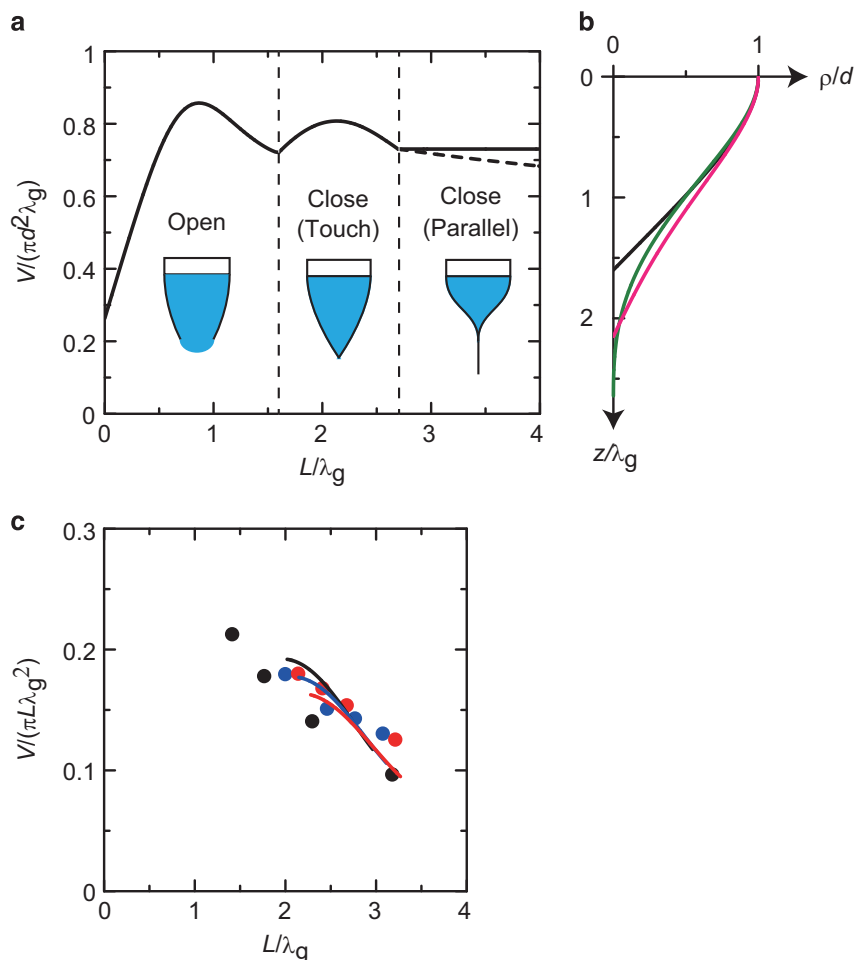 a
1
0.8
0.6
0.4
0.2
0
V/(πd²λg)
Open
Close
(Touch)
Close
(Parallel)
0 1 2 3 4
L/λg
b
0 1
ρ/d
0
1
2
z/λg
c
0.3
0.2
0.1
0
V/(πLλg²)
0 1 2 3 4
L/λg